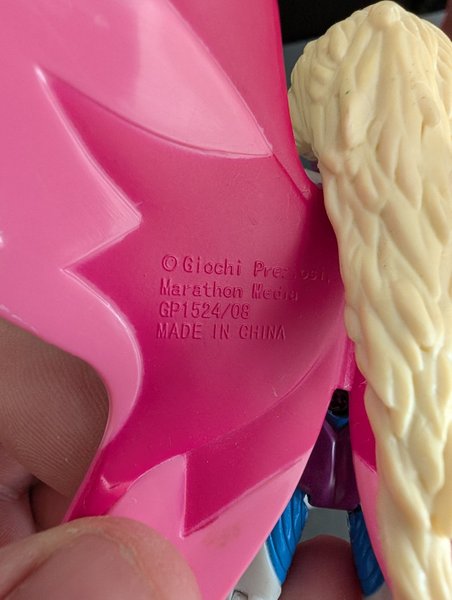 © Giochi Preziosi,
Marathon Media
GP1524/08
MADE IN CHINA